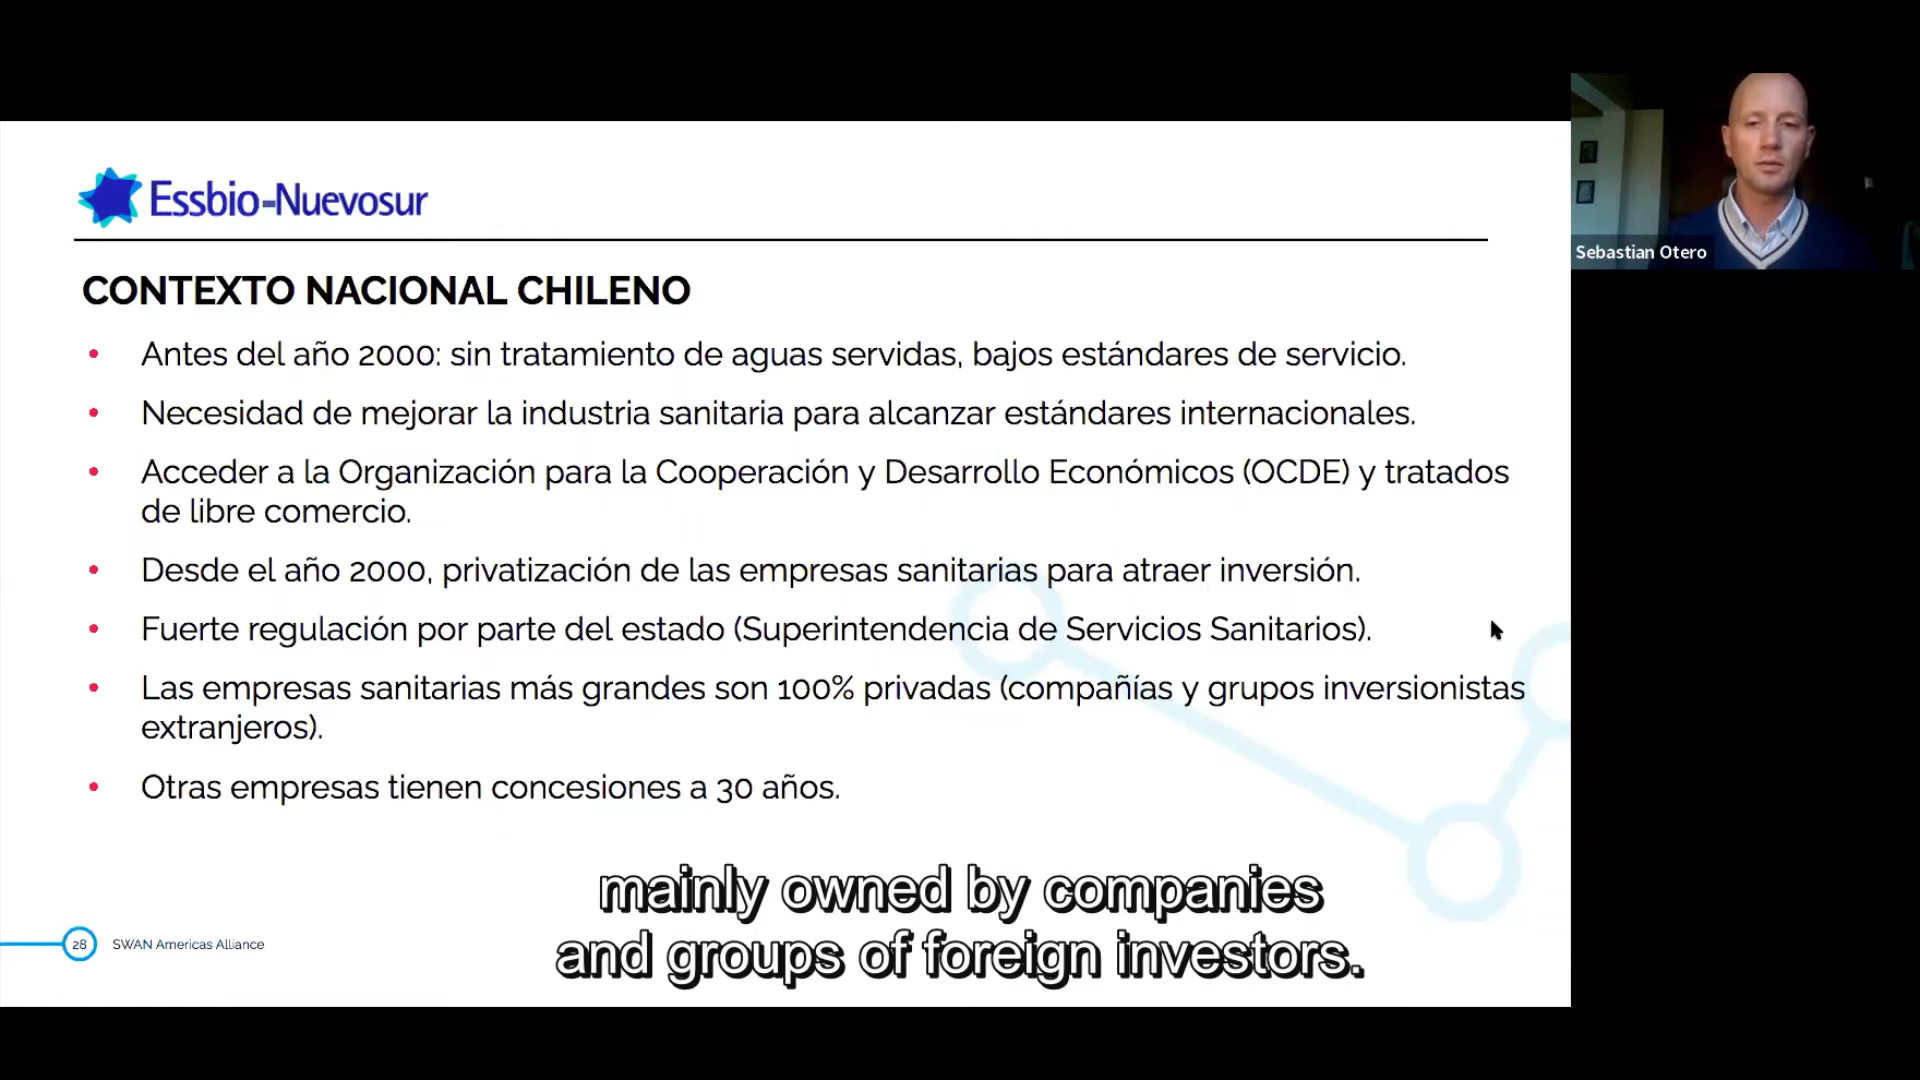 Essbio-Nuevosur
Sebastian Otero
CONTEXTO NACIONAL CHILENO
• Antes del año 2000: sin tratamiento de aguas servidas, bajos estándares de servicio.
• Necesidad de mejorar la industria sanitaria para alcanzar estándares internacionales.
• Acceder a la Organización para la Cooperación y Desarrollo Económicos (OCDE) y tratados
de libre comercio.
• Desde el año 2000, privatización de las empresas sanitarias para atraer inversión.
• Fuerte regulación por parte del estado (Superintendencia de Servicios Sanitarios).
• Las empresas sanitarias más grandes son 100% privadas (compañías y grupos inversionistas
extranjeros).
• Otras empresas tienen concesiones a 30 años.
mainly owned by companies
and groups of foreign investors.
28 SWAN Americas Alliance